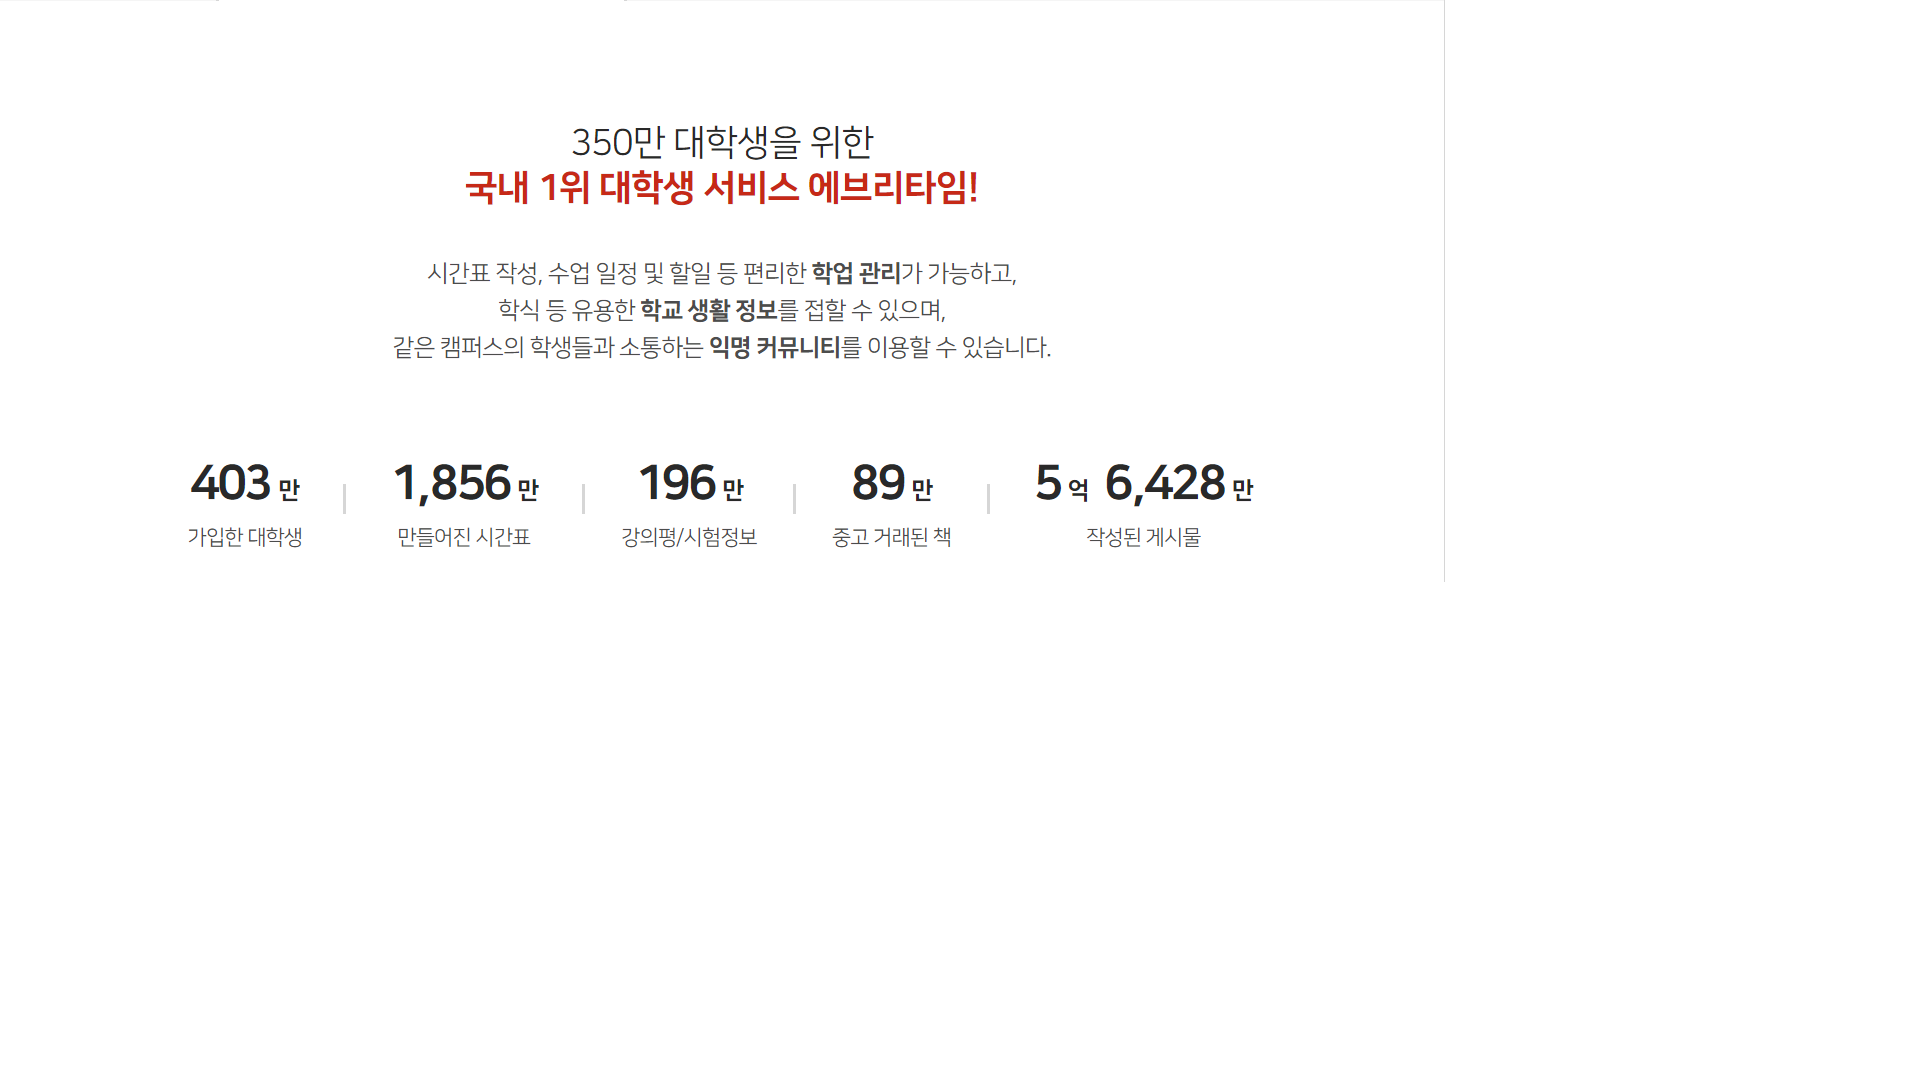 350만 대학생을 위한
국내 1위 대학생 서비스 에브리타임!
시간표 작성, 수업 일정 및 할일 등 편리한 학업 관리가 가능하고,
학식 등 유용한 학교 생활 정보를 접할 수 있으며,
같은 캠퍼스의 학생들과 소통하는 익명 커뮤니티를 이용할 수 있습니다.
403 만
가입한 대학생
1,856 만
만들어진 시간표
196 만
강의평/시험정보
89 만
중고 거래된 책
5 억 6,428 만
작성된 게시물